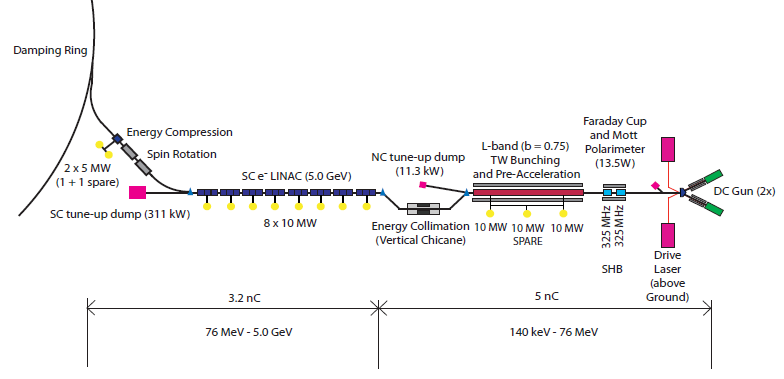 Damping Ring
Energy Compression
Spin Rotation
2 x 5 MW
(1 + 1 spare)
SC tune-up dump (311 kW)
SC e⁻ LINAC (5.0 GeV)
8 x 10 MW
NC tune-up dump
(11.3 kW)
Energy Collimation
(Vertical Chicane)
L-band (b = 0.75)
TW Bunching
and Pre-Acceleration
10 MW
10 MW
SPARE
10 MW
Faraday Cup
and Mott
Polarimeter
(13.5W)
325 MHz
325 MHz
SHB
DC Gun (2x)
Drive
Laser
(above
Ground)
3.2 nC
5 nC
76 MeV - 5.0 GeV
140 keV - 76 MeV